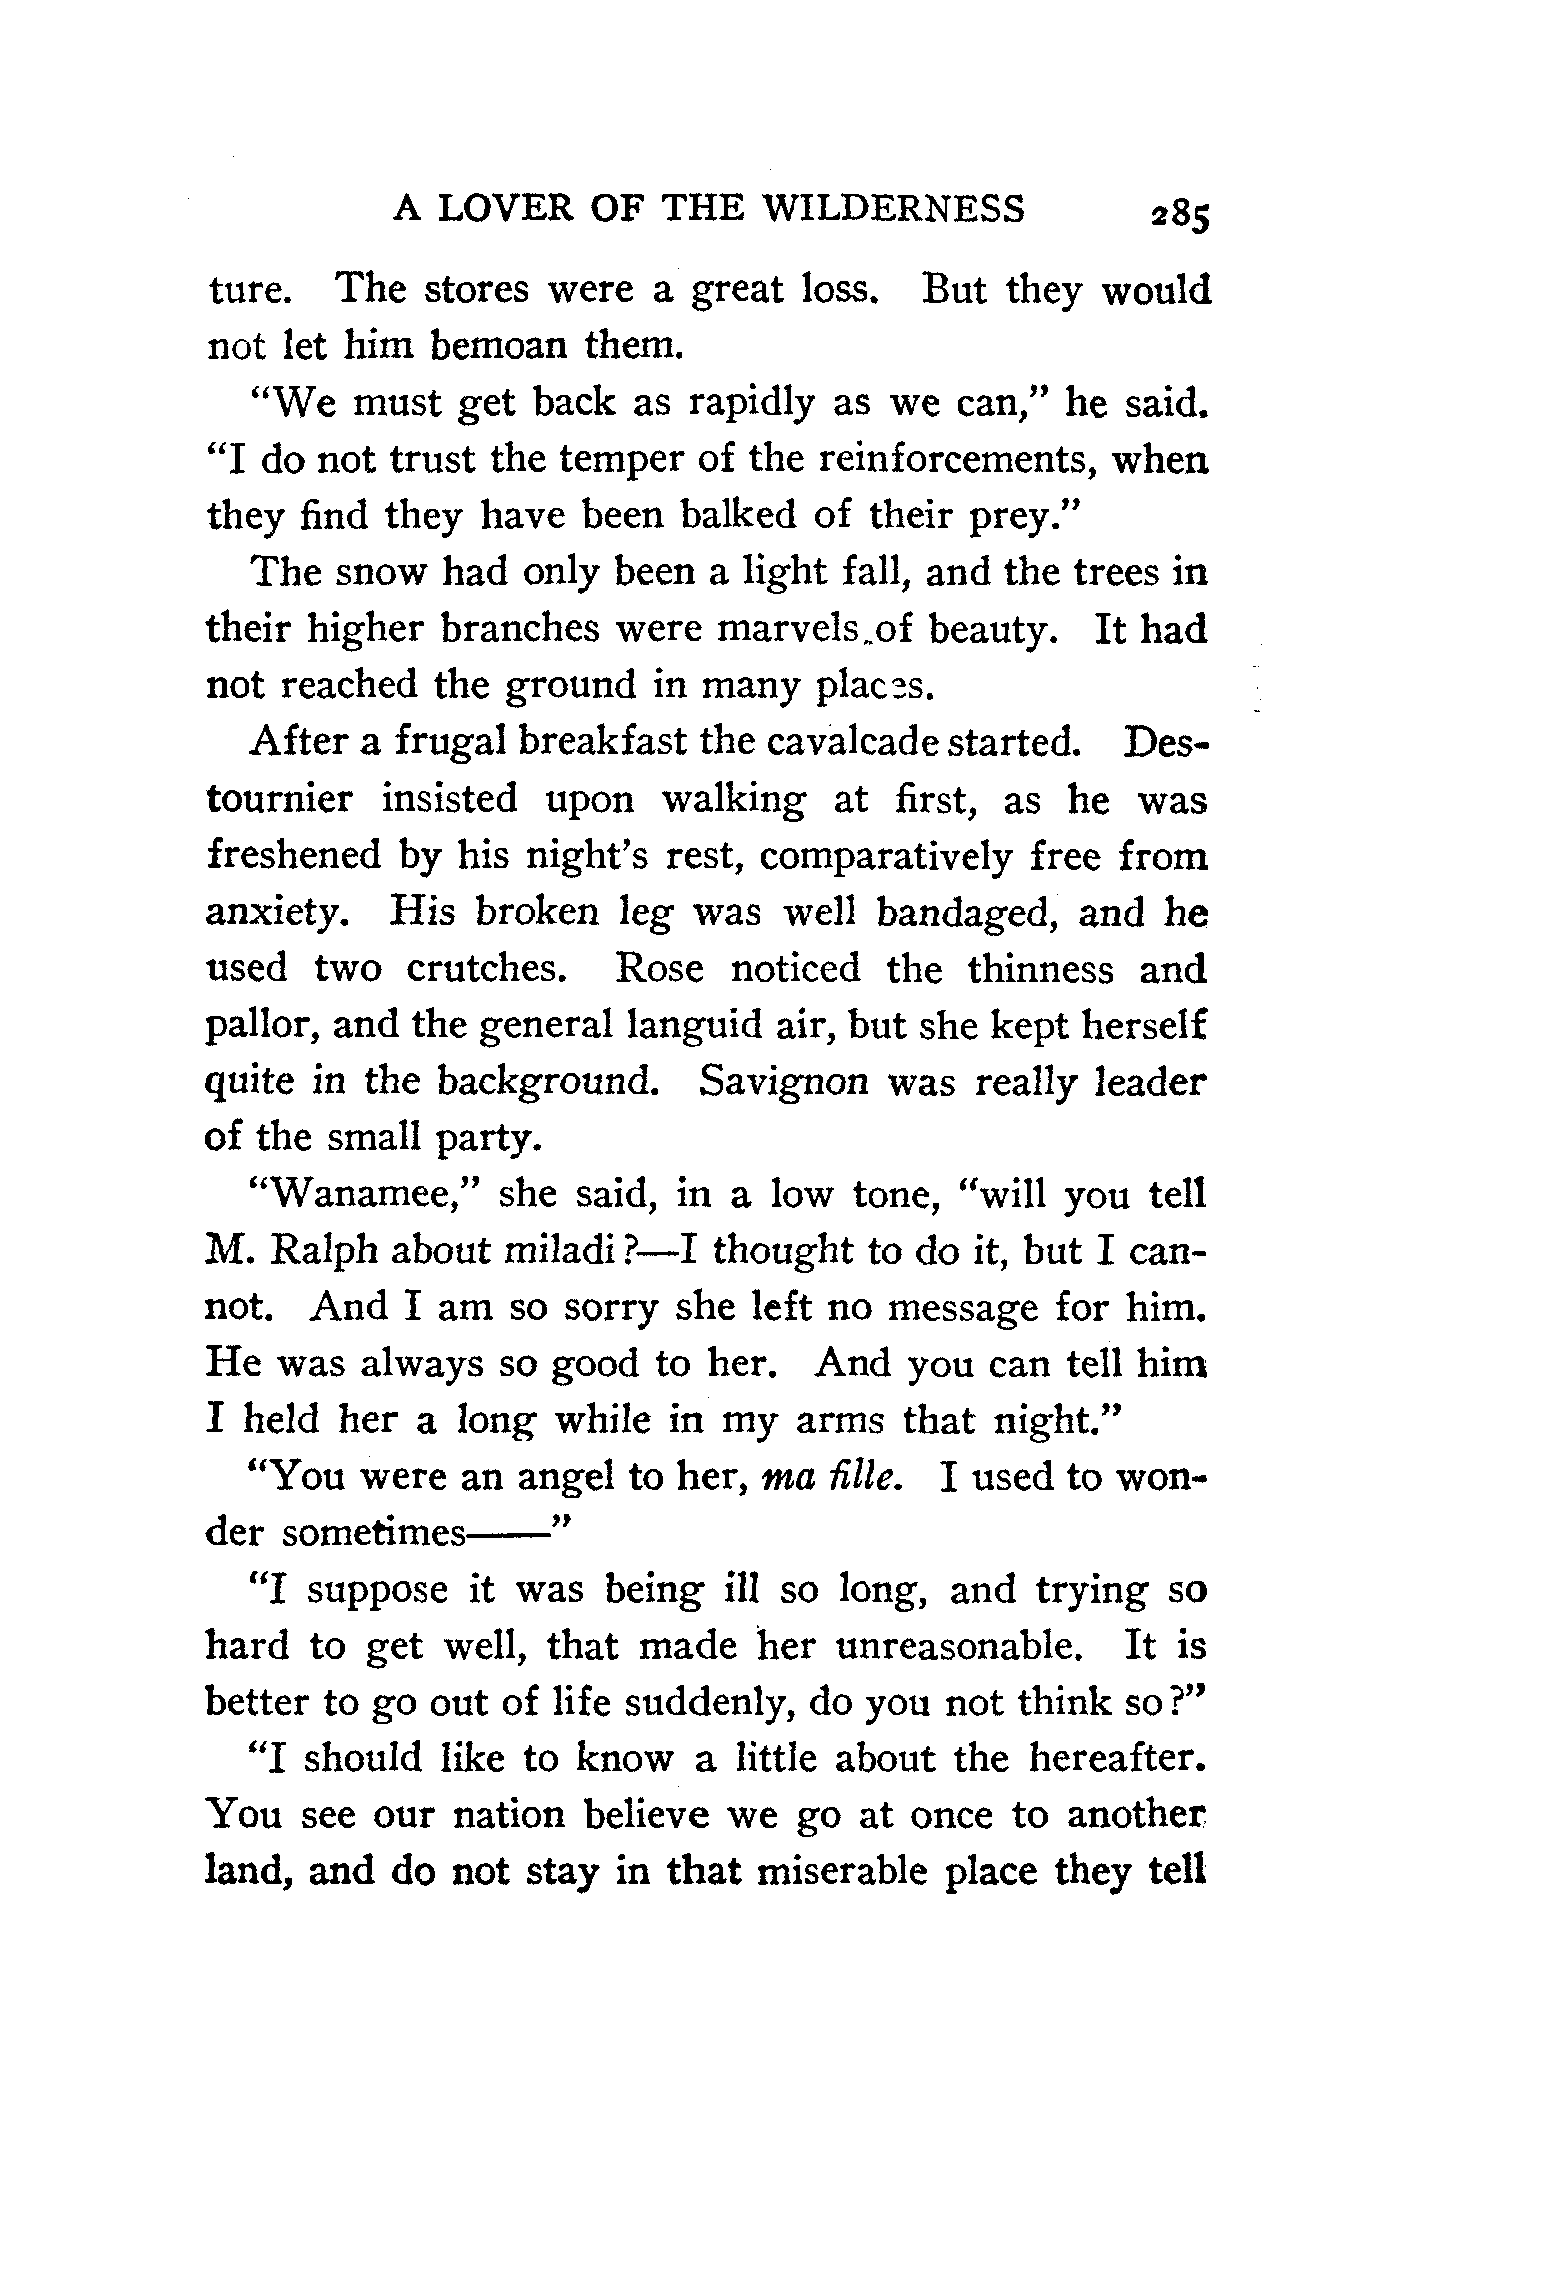 A LOVER OF THE WILDERNESS 285
ture. The stores were a great loss. But they would
not let him bemoan them.
"We must get back as rapidly as we can," he said.
"I do not trust the temper of the reinforcements, when
they find they have been balked of their prey."
The snow had only been a light fall, and the trees in
their higher branches were marvels of beauty. It had
not reached the ground in many places.
After a frugal breakfast the cavalcade started. Des-
tournier insisted upon walking at first, as he was
freshened by his night's rest, comparatively free from
anxiety. His broken leg was well bandaged, and he
used two crutches. Rose noticed the thinness and
pallor, and the general languid air, but she kept herself
quite in the background. Savignon was really leader
of the small party.
"Wanamee," she said, in a low tone, "will you tell
M. Ralph about miladi?—I thought to do it, but I can-
not. And I am so sorry she left no message for him.
He was always so good to her. And you can tell him
I held her a long while in my arms that night."
"You were an angel to her, ma fille. I used to won-
der sometimes——"
"I suppose it was being ill so long, and trying so
hard to get well, that made her unreasonable. It is
better to go out of life suddenly, do you not think so?"
"I should like to know a little about the hereafter.
You see our nation believe we go at once to another
land, and do not stay in that miserable place they tell